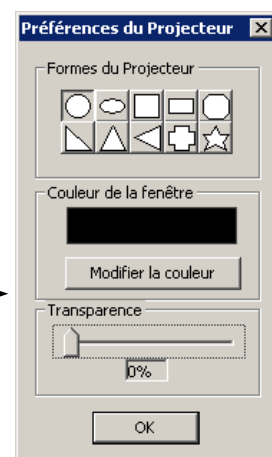 Préférences du Projecteur
Formes du Projecteur
Couleur de la fenêtre
Modifier la couleur
Transparence
0%
OK